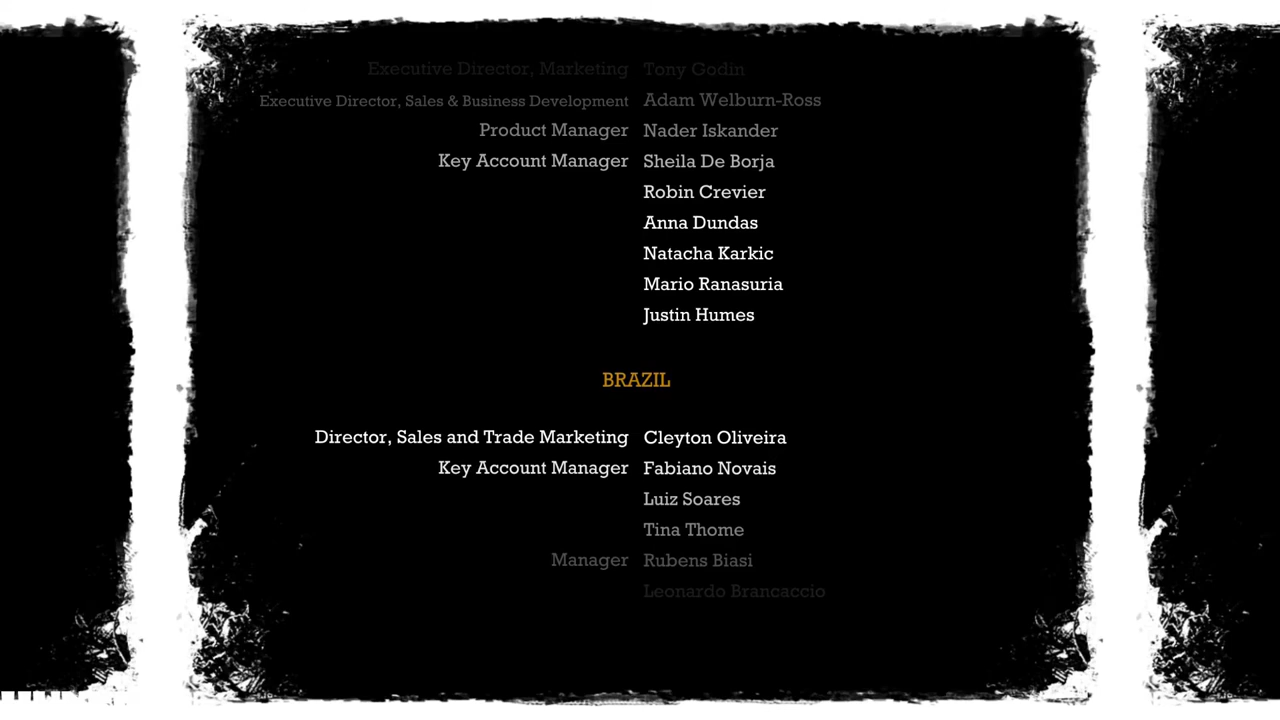 Executive Director, Marketing Tony Godin
Executive Director, Sales & Business Development Adam Welburn-Ross
Product Manager Nader Iskander
Key Account Manager Sheila De Borja
Robin Crevier
Anna Dundas
Natacha Karkic
Mario Ranasuria
Justin Humes
BRAZIL
Director, Sales and Trade Marketing Cleyton Oliveira
Key Account Manager Fabiano Novais
Luiz Soares
Tina Thome
Manager Rubens Biasi
Leonardo Brancaccio